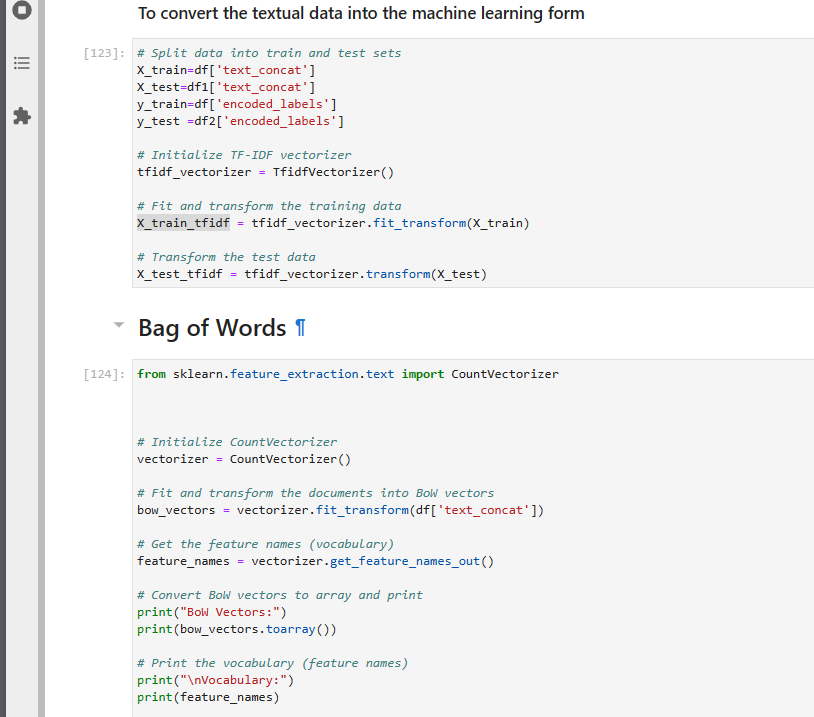 To convert the textual data into the machine learning form
[123]:
# Split data into train and test sets
X_train=df['text_concat']
X_test=df1['text_concat']
y_train=df['encoded_labels']
y_test =df2['encoded_labels']
# Initialize TF-IDF vectorizer
tfidf_vectorizer = TfidfVectorizer()
# Fit and transform the training data
X_train_tfidf = tfidf_vectorizer.fit_transform(X_train)
# Transform the test data
X_test_tfidf = tfidf_vectorizer.transform(X_test)
Bag of Words ¶
[124]:
from sklearn.feature_extraction.text import CountVectorizer
# Initialize CountVectorizer
vectorizer = CountVectorizer()
# Fit and transform the documents into BoW vectors
bow_vectors = vectorizer.fit_transform(df['text_concat'])
# Get the feature names (vocabulary)
feature_names = vectorizer.get_feature_names_out()
# Convert BoW vectors to array and print
print("BoW Vectors:")
print(bow_vectors.toarray())
# Print the vocabulary (feature names)
print("\nVocabulary:")
print(feature_names)